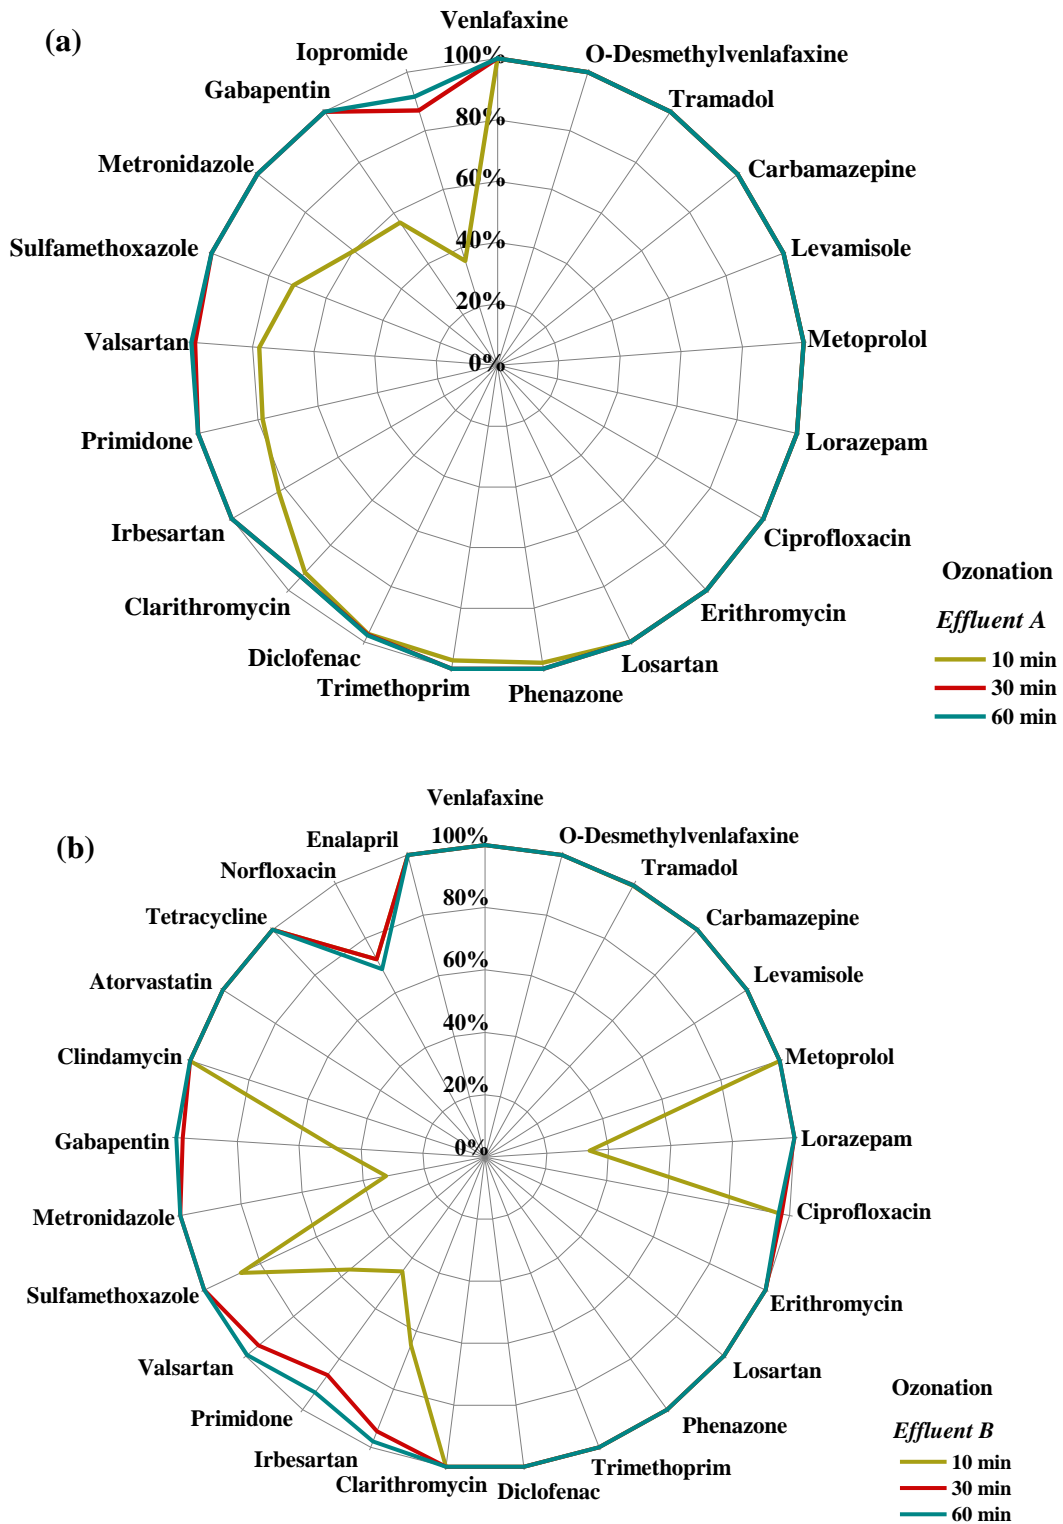 (a)
Venlafaxine
O-Desmethylvenlafaxine
Tramadol
Carbamazepine
Levamisole
Metoprolol
Lorazepam
Ciprofloxacin
Erithromycin
Losartan
Phenazone
Trimethoprim
Diclofenac
Clarithromycin
Irbesartan
Primidone
Valsartan
Sulfamethoxazole
Metronidazole
Gabapentin
Iopromide
100%
80%
60%
40%
20%
0%
Ozonation
Effluent A
10 min
30 min
60 min
(b)
Venlafaxine
O-Desmethylvenlafaxine
Tramadol
Carbamazepine
Levamisole
Metoprolol
Lorazepam
Ciprofloxacin
Erithromycin
Losartan
Phenazone
Trimethoprim
Diclofenac
Clarithromycin
Irbesartan
Primidone
Valsartan
Sulfamethoxazole
Metronidazole
Gabapentin
Clindamycin
Atorvastatin
Tetracycline
Norfloxacin
Enalapril
100%
80%
60%
40%
20%
0%
Ozonation
Effluent B
10 min
30 min
60 min